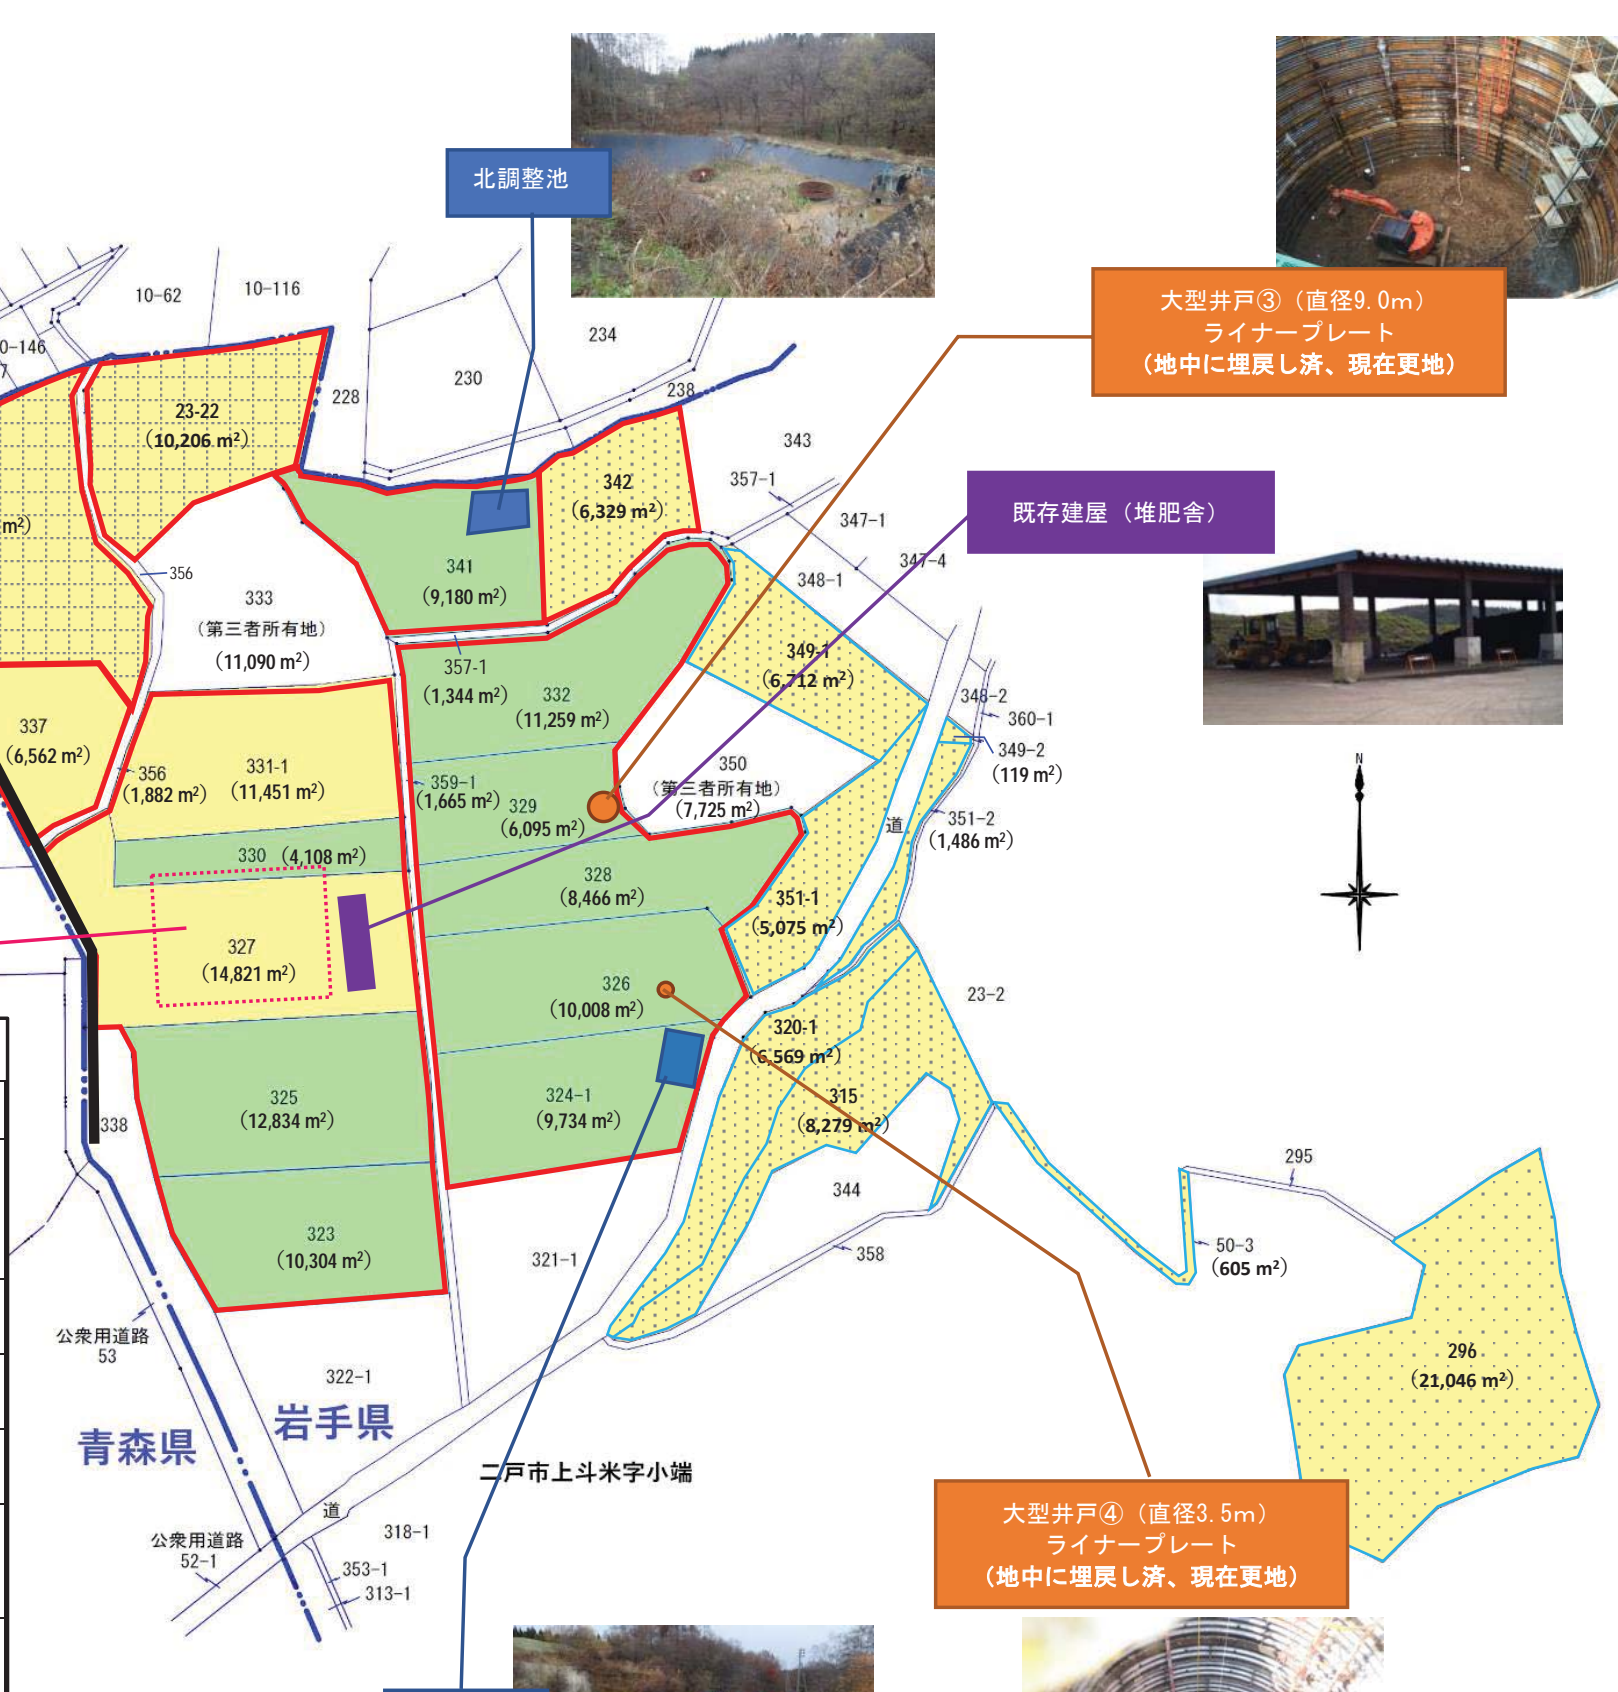 北調整池
大型井戸③（直径9.0m）
ライナープレート
（地中に埋戻し済、現在更地）
既存建屋（堆肥舎）
10-62
10-116
0-146
7
234
230
228
238
23-22
（10,206 m²）
m²）
342
（6,329 m²）
343
357-1
347-1
347-4
348-1
356
333
（第三者所有地）
（11,090 m²）
341
（9,180 m²）
357-1
（1,344 m²）
332
（11,259 m²）
349-1
（6,712 m²）
348-2
360-1
349-2
（119 m²）
337
（6,562 m²）
356
（1,882 m²）
331-1
（11,451 m²）
359-1
（1,665 m²）
329
（6,095 m²）
350
（第三者所有地）
（7,725 m²）
道
351-2
（1,486 m²）
N
330 （4,108 m²）
328
（8,466 m²）
351-1
（5,075 m²）
327
（14,821 m²）
326
（10,008 m²）
23-2
320-1
（6,569 m²）
315
（8,279 m²）
325
（12,834 m²）
324-1
（9,734 m²）
338
344
295
323
（10,304 m²）
321-1
358
50-3
（605 m²）
公衆用道路
53
322-1
296
（21,046 m²）
岩手県
青森県
二戸市上斗米字小端
道
318-1
公衆用道路
52-1
353-1
313-1
大型井戸④（直径3.5m）
ライナープレート
（地中に埋戻し済、現在更地）